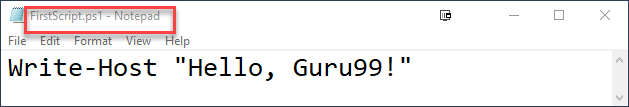 FirstScript.ps1 - Notepad
File Edit Format View Help
Write-Host "Hello, Guru99!"